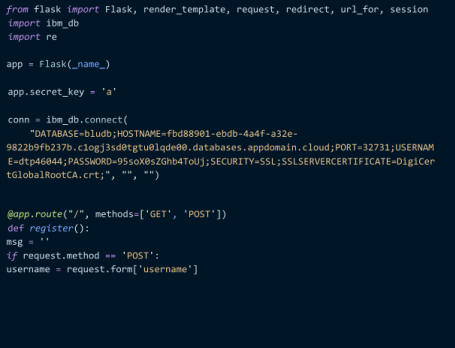 from flask import Flask, render_template, request, redirect, url_for, session
import ibm_db
import re
app = Flask(_name_)
app.secret_key = 'a'
conn = ibm_db.connect(
"DATABASE=bludb;HOSTNAME=fbd88901-ebdb-4a4f-a32e-
9822b9fb237b.c1ogj3sd0tgtu0lqde00.databases.appdomain.cloud;PORT=32731;USERNAM
E=dtp46044;PASSWORD=95soX0sZGhb4ToUj;SECURITY=SSL;SSLSERVERCERTIFICATE=DigiCer
tGlobalRootCA.crt;", "", "")
@app.route("/", methods=['GET', 'POST'])
def register():
msg = ''
if request.method == 'POST':
username = request.form['username']